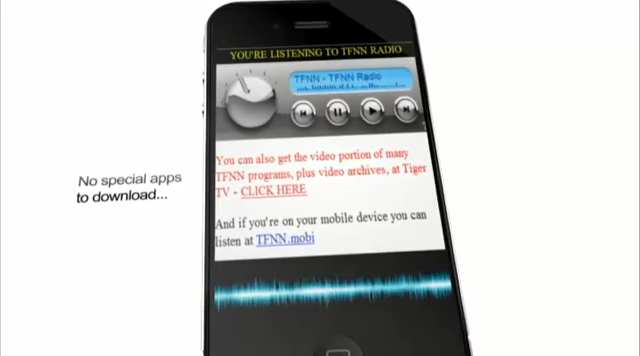 YOU'RE LISTENING TO TFNN RADIO
TFNN - TFNN Radio
You can also get the video portion of many
TFNN programs, plus video archives, at Tiger
TV - CLICK HERE
And if you're on your mobile device you can
listen at TFNN.mobi
No special apps
to download...